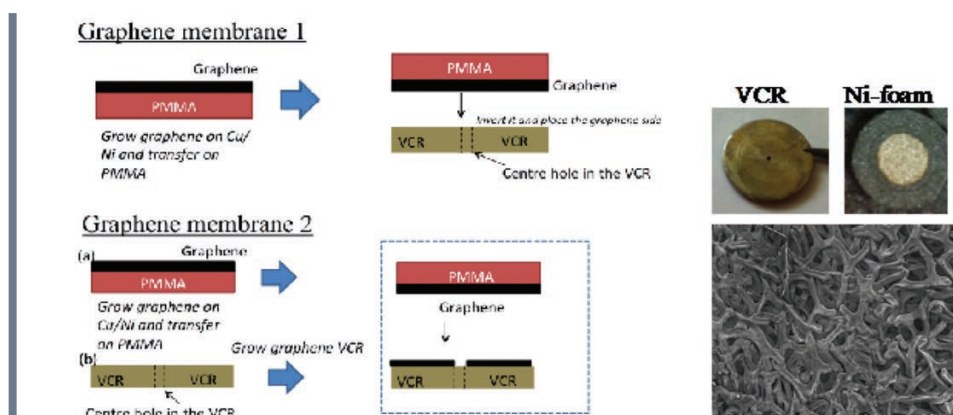 Graphene membrane 1
Graphene
PMMA
Grow graphene on Cu/
Ni and transfer on
PMMA
PMMA
Graphene
Invert it and place the graphene side
VCR
VCR
Centre hole in the VCR
VCR
Ni-foam
Graphene membrane 2
(a)
Graphene
PMMA
Grow graphene on
Cu/Ni and transfer
on PMMA
(b)
Grow graphene VCR
VCR
VCR
Centre hole in the VCR
PMMA
Graphene
VCR
VCR